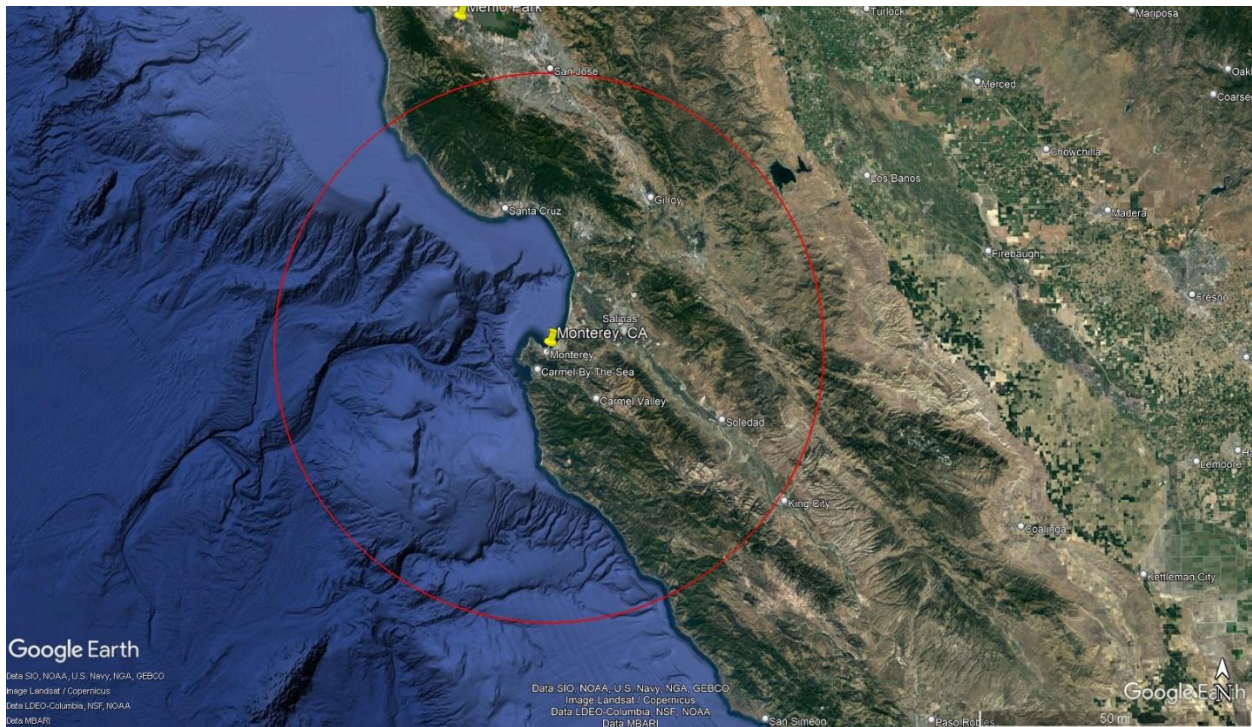 Menlo Park
Turlock
Mariposa
San Jose
Merced
Coarse
Chowchilla
Los Banos
Gilroy
Madera
Santa Cruz
Firebaugh
Fresno
Salinas
Monterey, CA
Monterey
Carmel-By-The-Sea
Carmel Valley
Soledad
Lemoore
King City
Coalinga
Kettleman City
Google Earth
Data SIO, NOAA, U.S. Navy, NGA, GEBCO
Image Landsat / Copernicus
Data LDEO-Columbia, NSF, NOAA
Data MBARI
Data SIO, NOAA, U.S. Navy, NGA, GEBCO
Image Landsat / Copernicus
Data LDEO-Columbia, NSF, NOAA
Data MBARI
N
Google Earth
San Simeon
Paso Robles
50 mi